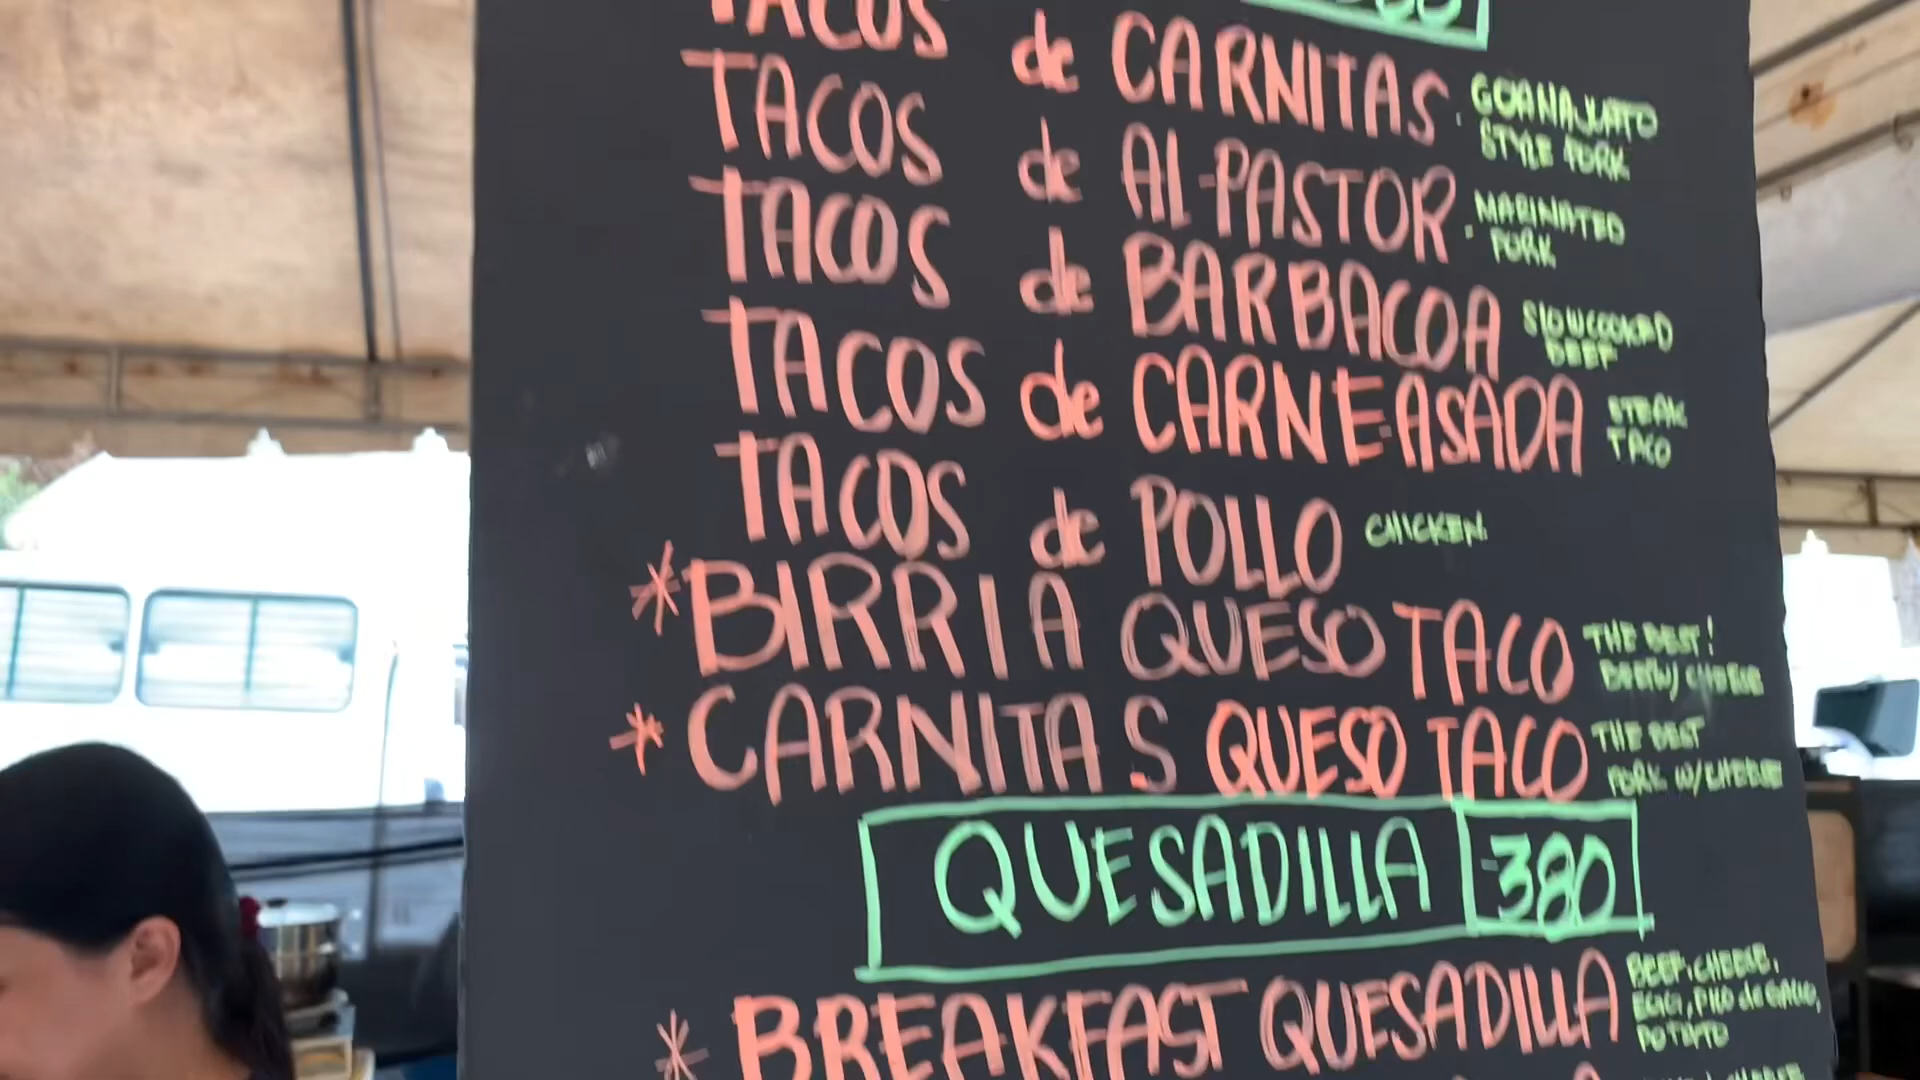 TACOS de CARNITAS · GUANAJUATO
STYLE PORK
TACOS de AL-PASTOR · MARINATED
PORK
TACOS de BARBACOA SLOWCOOKED
BEEF
TACOS de CARNE-ASADA STEAK
TACO
TACOS de POLLO CHICKEN
*BIRRIA QUESO TACO THE BEST!
BEEF W/ CHEESE
*CARNITAS QUESO TACO THE BEST
PORK W/ CHEESE
QUESADILLA 380
*BREAKFAST QUESADILLA BEEF, CHEESE,
EGG, PICO de GALLO,
POTATO